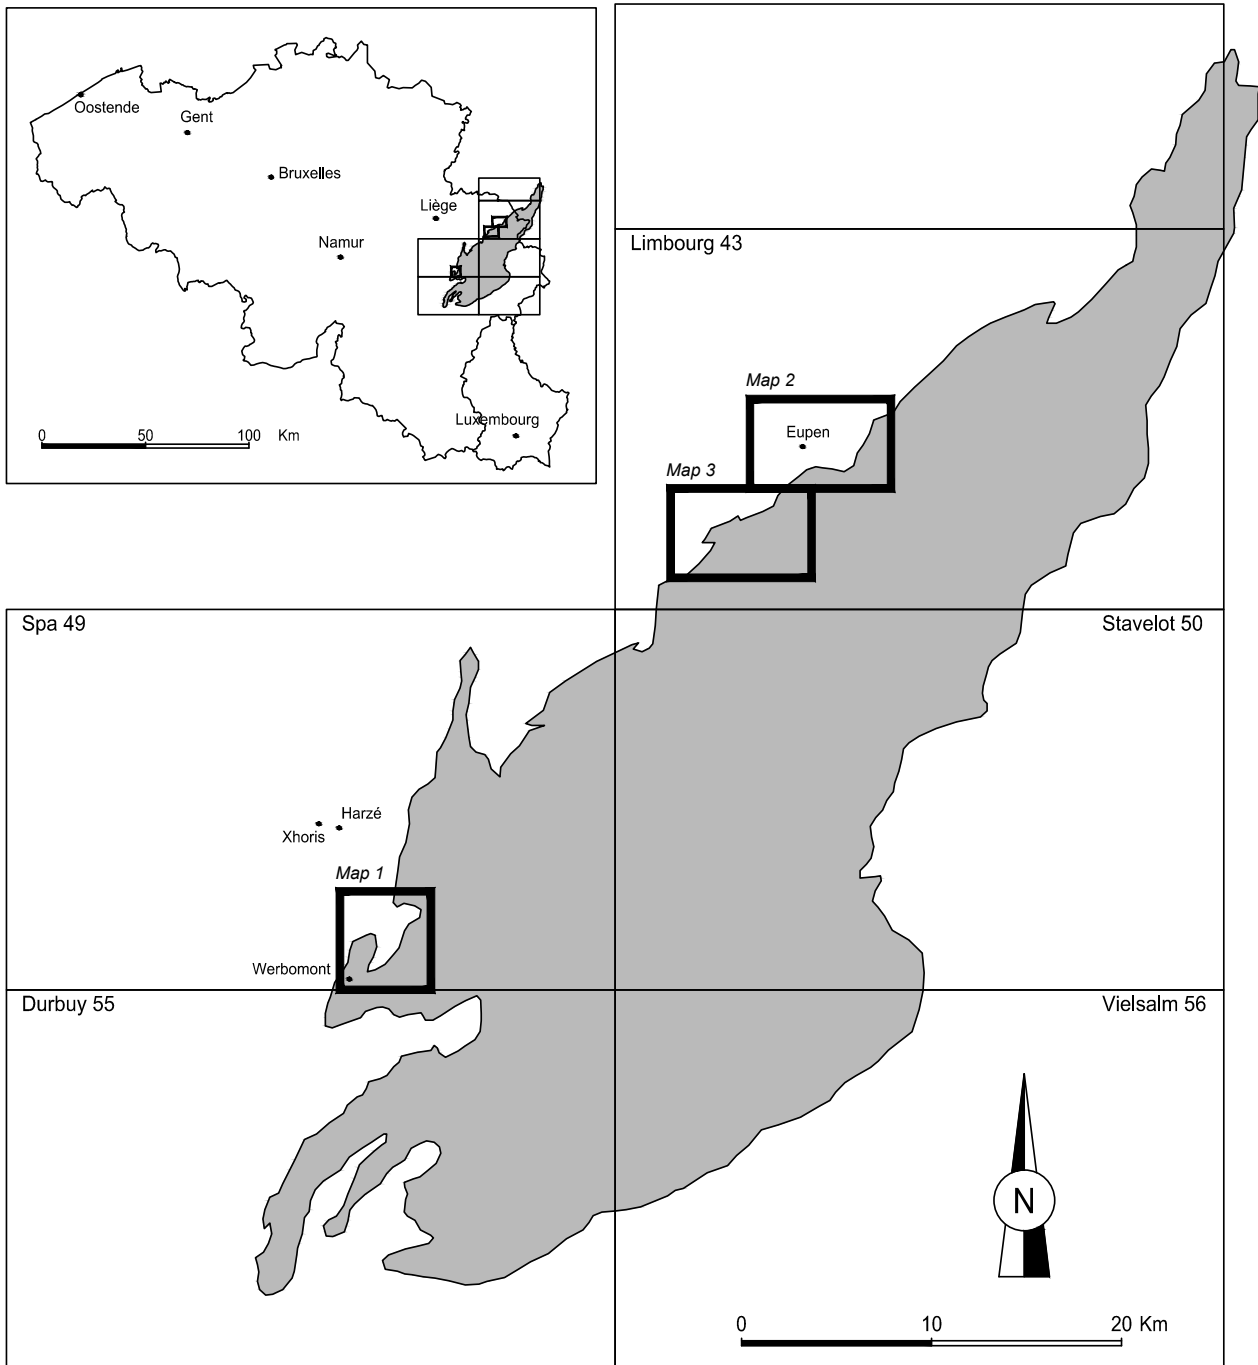 Oostende
Gent
Bruxelles
Liège
Namur
Luxembourg
0 50 100 Km
Limbourg 43
Map 2
Eupen
Map 3
Spa 49
Stavelot 50
Harzé
Xhoris
Map 1
Werbomont
Durbuy 55
Vielsalm 56
N
0 10 20 Km